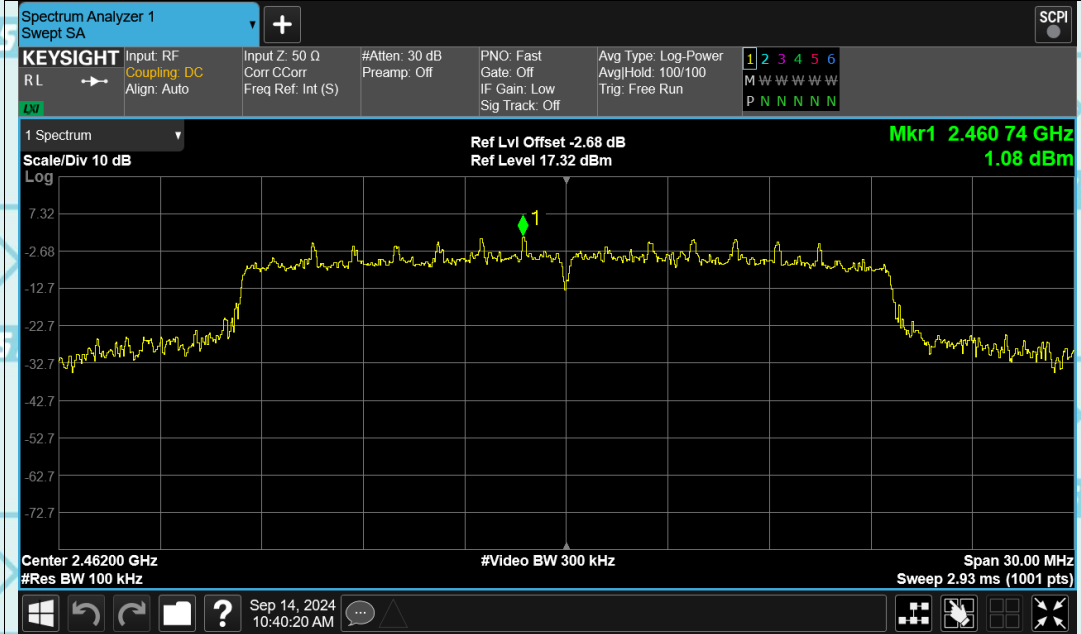 Spectrum Analyzer 1
Swept SA
+
SCPI
KEYSIGHT
R L
LXI
Input: RF
Coupling: DC
Align: Auto
Input Z: 50 Ω
Corr CCorr
Freq Ref: Int (S)
#Atten: 30 dB
Preamp: Off
PNO: Fast
Gate: Off
IF Gain: Low
Sig Track: Off
Avg Type: Log-Power
Avg|Hold: 100/100
Trig: Free Run
1 2 3 4 5 6
M W W W W W
P N N N N N
1 Spectrum
Scale/Div 10 dB
Log
Ref Lvl Offset -2.68 dB
Ref Level 17.32 dBm
Mkr1 2.460 74 GHz
1.08 dBm
1
7.32
-2.68
-12.7
-22.7
-32.7
-42.7
-52.7
-62.7
-72.7
Center 2.46200 GHz
#Res BW 100 kHz
#Video BW 300 kHz
Span 30.00 MHz
Sweep 2.93 ms (1001 pts)
?
Sep 14, 2024
10:40:20 AM